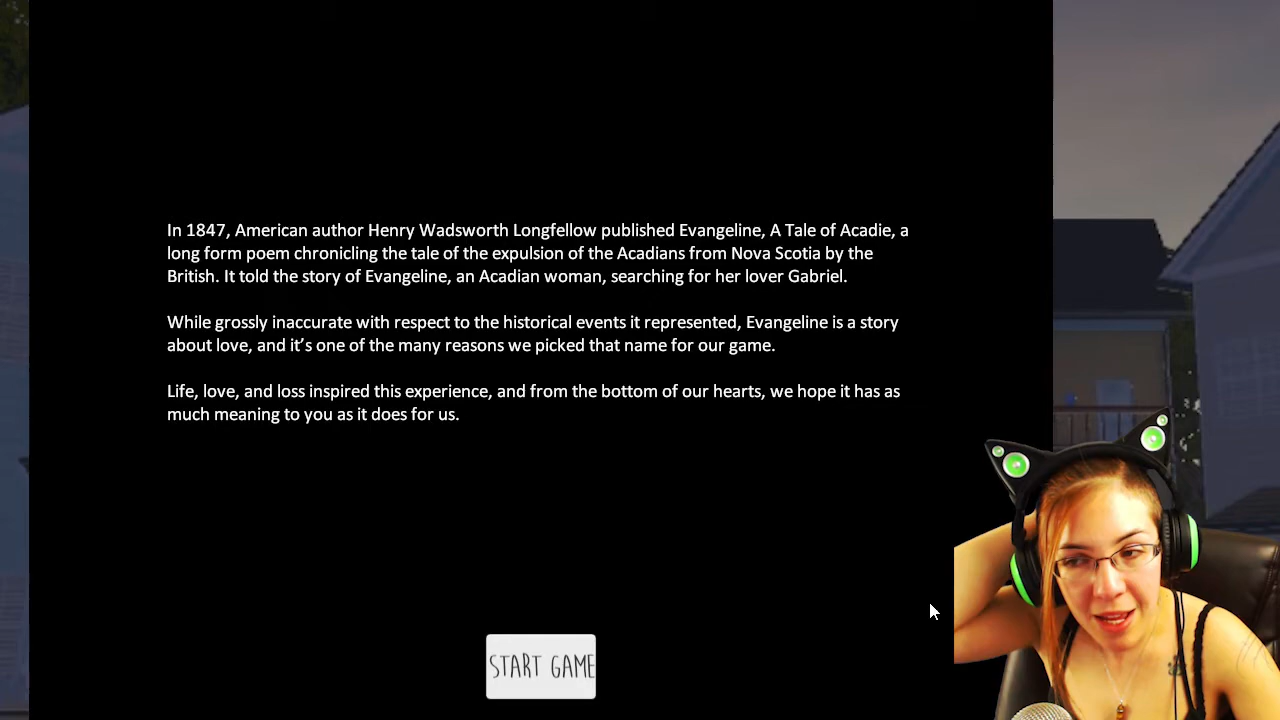 In 1847, American author Henry Wadsworth Longfellow published Evangeline, A Tale of Acadie, a
long form poem chronicling the tale of the expulsion of the Acadians from Nova Scotia by the
British. It told the story of Evangeline, an Acadian woman, searching for her lover Gabriel.
While grossly inaccurate with respect to the historical events it represented, Evangeline is a story
about love, and it’s one of the many reasons we picked that name for our game.
Life, love, and loss inspired this experience, and from the bottom of our hearts, we hope it has as
much meaning to you as it does for us.
START GAME